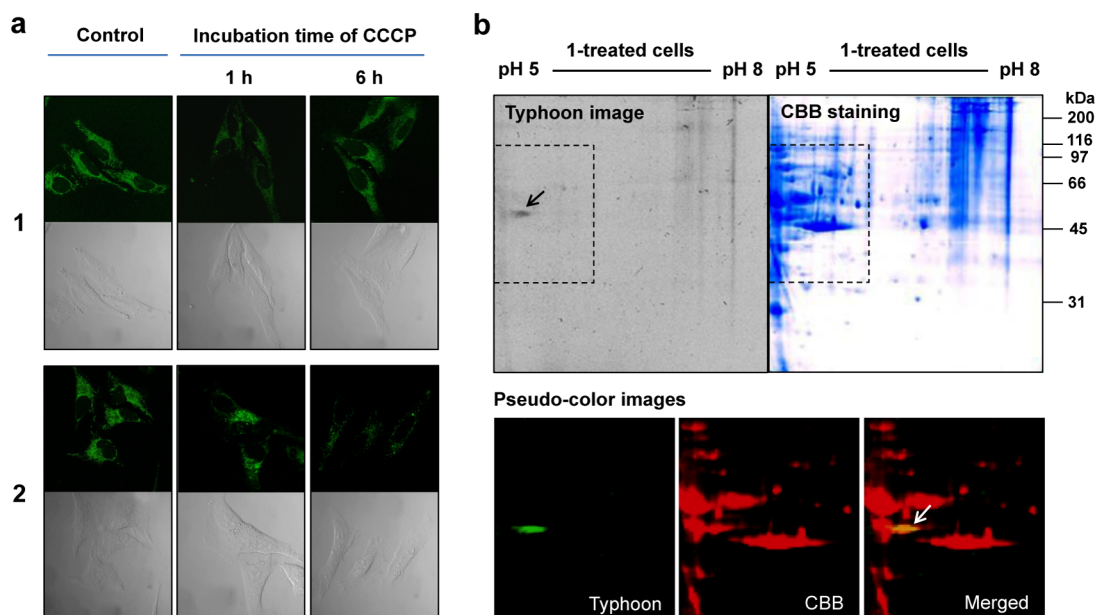 a
Control
Incubation time of CCCP
1 h
6 h
1
2
b
1-treated cells
1-treated cells
pH 5
pH 8
pH 5
pH 8
Typhoon image
CBB staining
kDa
200
116
97
66
45
31
Pseudo-color images
Typhoon
CBB
Merged